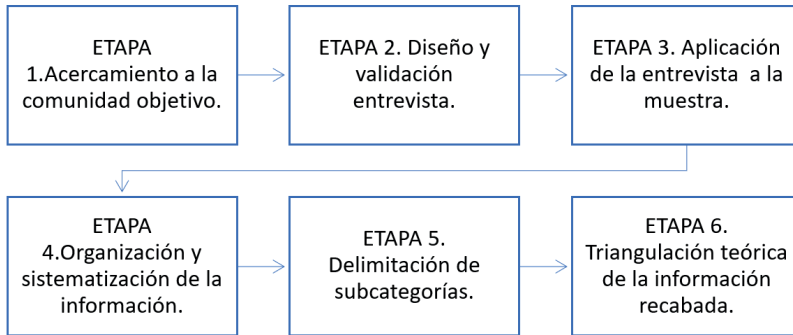 ETAPA
1.Acercamiento a la
comunidad objetivo.
ETAPA 2. Diseño y
validación
entrevista.
ETAPA 3. Aplicación
de la entrevista a la
muestra.
ETAPA
4.Organización y
sistematización de la
información.
ETAPA 5.
Delimitación de
subcategorías.
ETAPA 6.
Triangulación teórica
de la información
recabada.